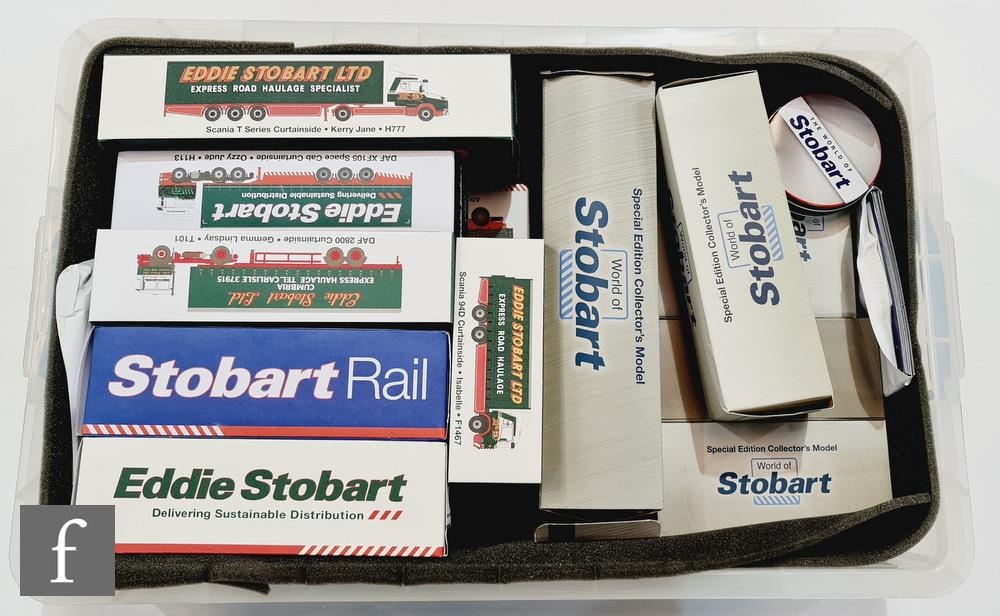 EDDIE STOBART LTD
EXPRESS ROAD HAULAGE SPECIALIST
Scania T Series Curtainside • Kerry Jane • H777
DAF XF105 Space Cab Curtainside • Ozzy Jude • H113
Delivering Sustainable Distribution
Eddie Stobart
DAF 2800 Curtainside • Gemma Lindsay • T101
EXPRESS HAULAGE TEL.CARLISLE 37915
CUMBRIA
Eddie Stobart Ltd.
Stobart Rail
Eddie Stobart
Delivering Sustainable Distribution
EDDIE STOBART LTD
EXPRESS ROAD HAULAGE
Scania 94D Curtainside • Isabelle • F1467
Special Edition Collector's Model
World of
Stobart
Special Edition Collector's Model
World of
Stobart
THE WORLD OF
Stobart
art
Special Edition Collector's Model
World of
Stobart
f